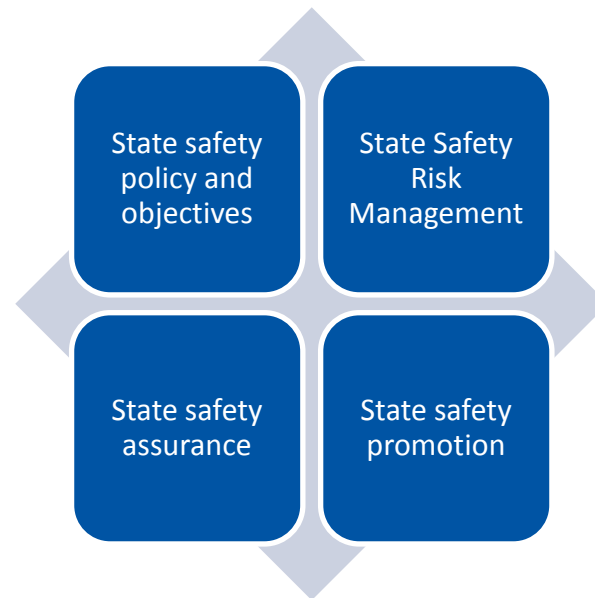 State safety
policy and
objectives
State Safety
Risk
Management
State safety
assurance
State safety
promotion